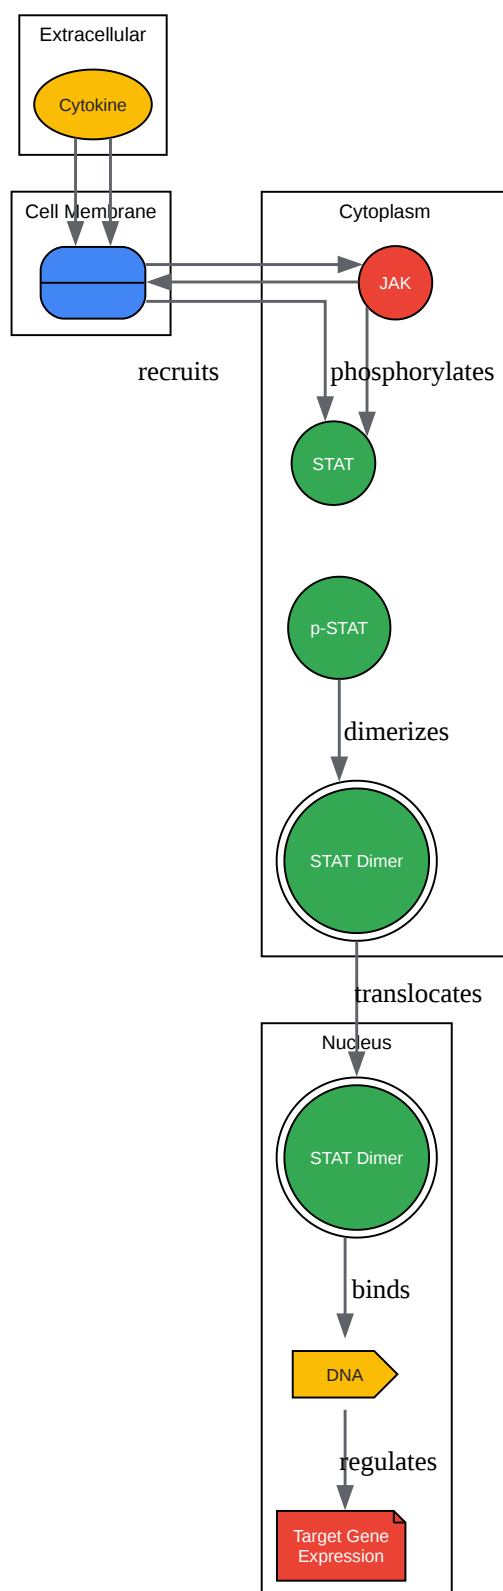 Extracellular
Cytokine
Cell Membrane
Cytoplasm
JAK
recruits
phosphorylates
STAT
p-STAT
dimerizes
STAT Dimer
translocates
Nucleus
STAT Dimer
binds
DNA
regulates
Target Gene
Expression